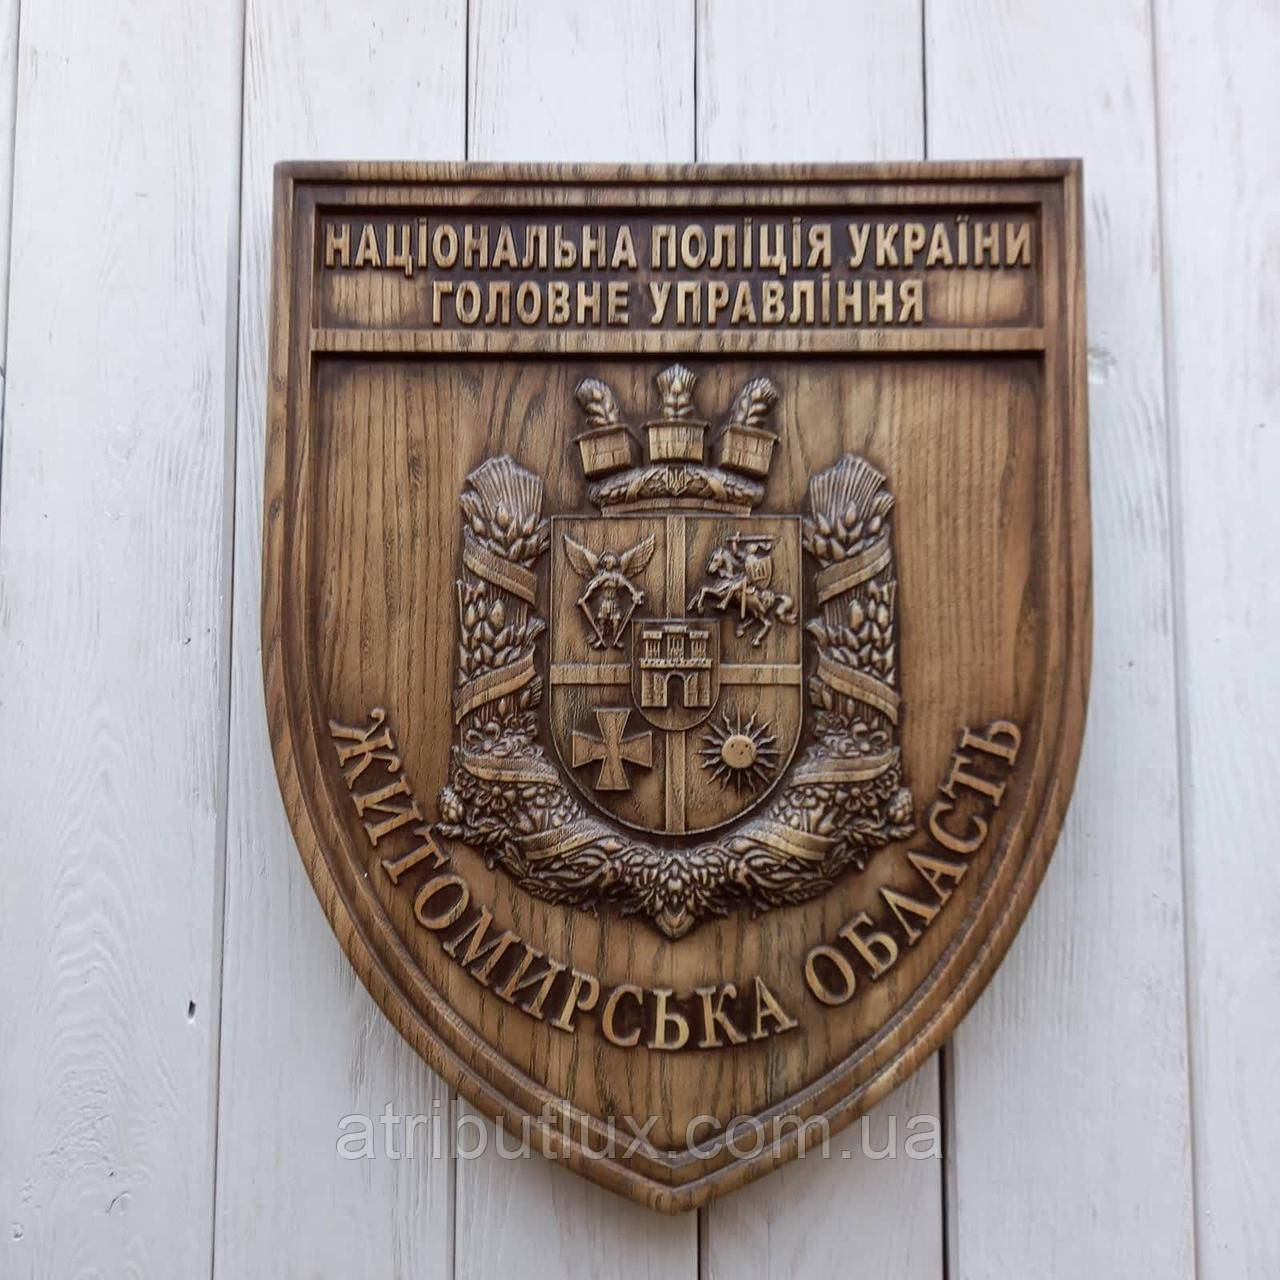 НАЦІОНАЛЬНА ПОЛІЦІЯ УКРАЇНИ
ГОЛОВНЕ УПРАВЛІННЯ
ЖИТОМИРСЬКА ОБЛАСТЬ
atributlux.com.ua